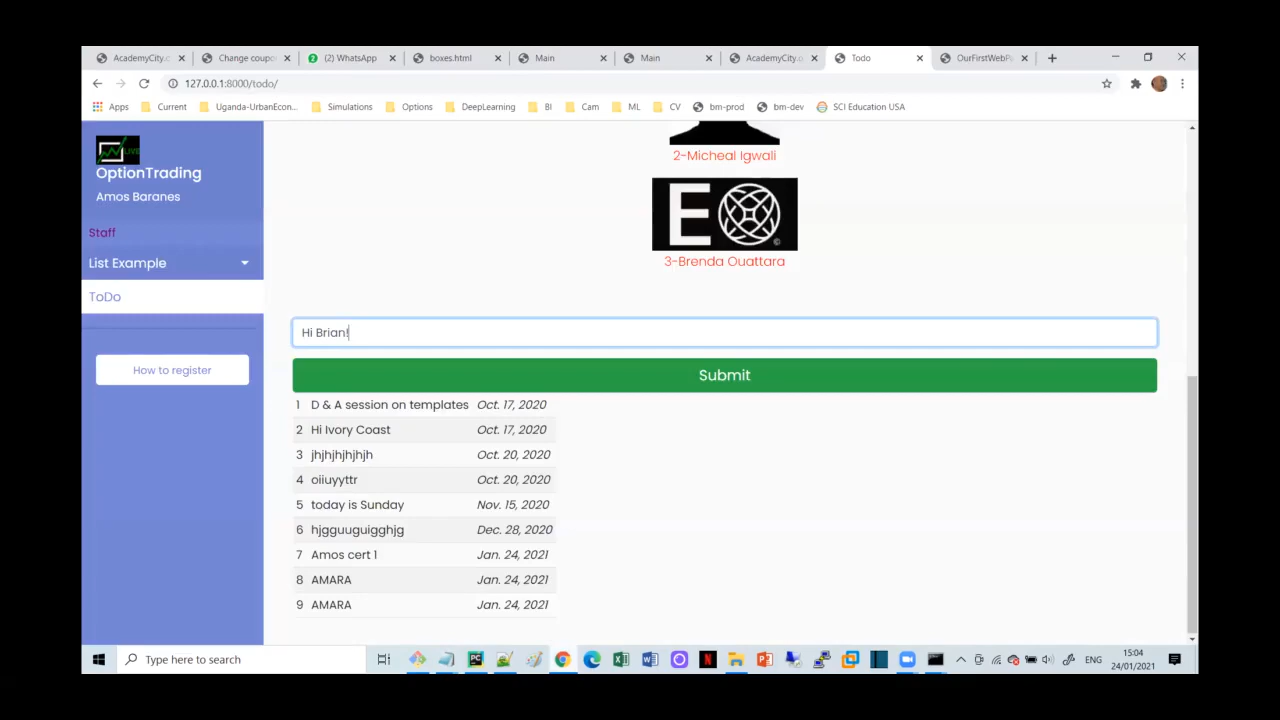 AcademyCity.c
Change coupo
(2) WhatsApp
boxes.html
Main
Main
AcademyCity.o
Todo
OurFirstWebPa
127.0.0.1:8000/todo/
Apps
Current
Uganda-UrbanEcon...
Simulations
Options
DeepLearning
BI
Cam
ML
CV
bm-prod
bm-dev
SCI Education USA
LIVE
OptionTrading
Amos Baranes
Staff
List Example
ToDo
How to register
2-Micheal Igwali
E
3-Brenda Ouattara
Hi Brian!
Submit
1 D & A session on templates Oct. 17, 2020
2 Hi Ivory Coast Oct. 17, 2020
3 jhjhjhjhjhjh Oct. 20, 2020
4 oiiuyyttr Oct. 20, 2020
5 today is Sunday Nov. 15, 2020
6 hjgguuguigghjg Dec. 28, 2020
7 Amos cert 1 Jan. 24, 2021
8 AMARA Jan. 24, 2021
9 AMARA Jan. 24, 2021
Type here to search
ENG
15:04
24/01/2021